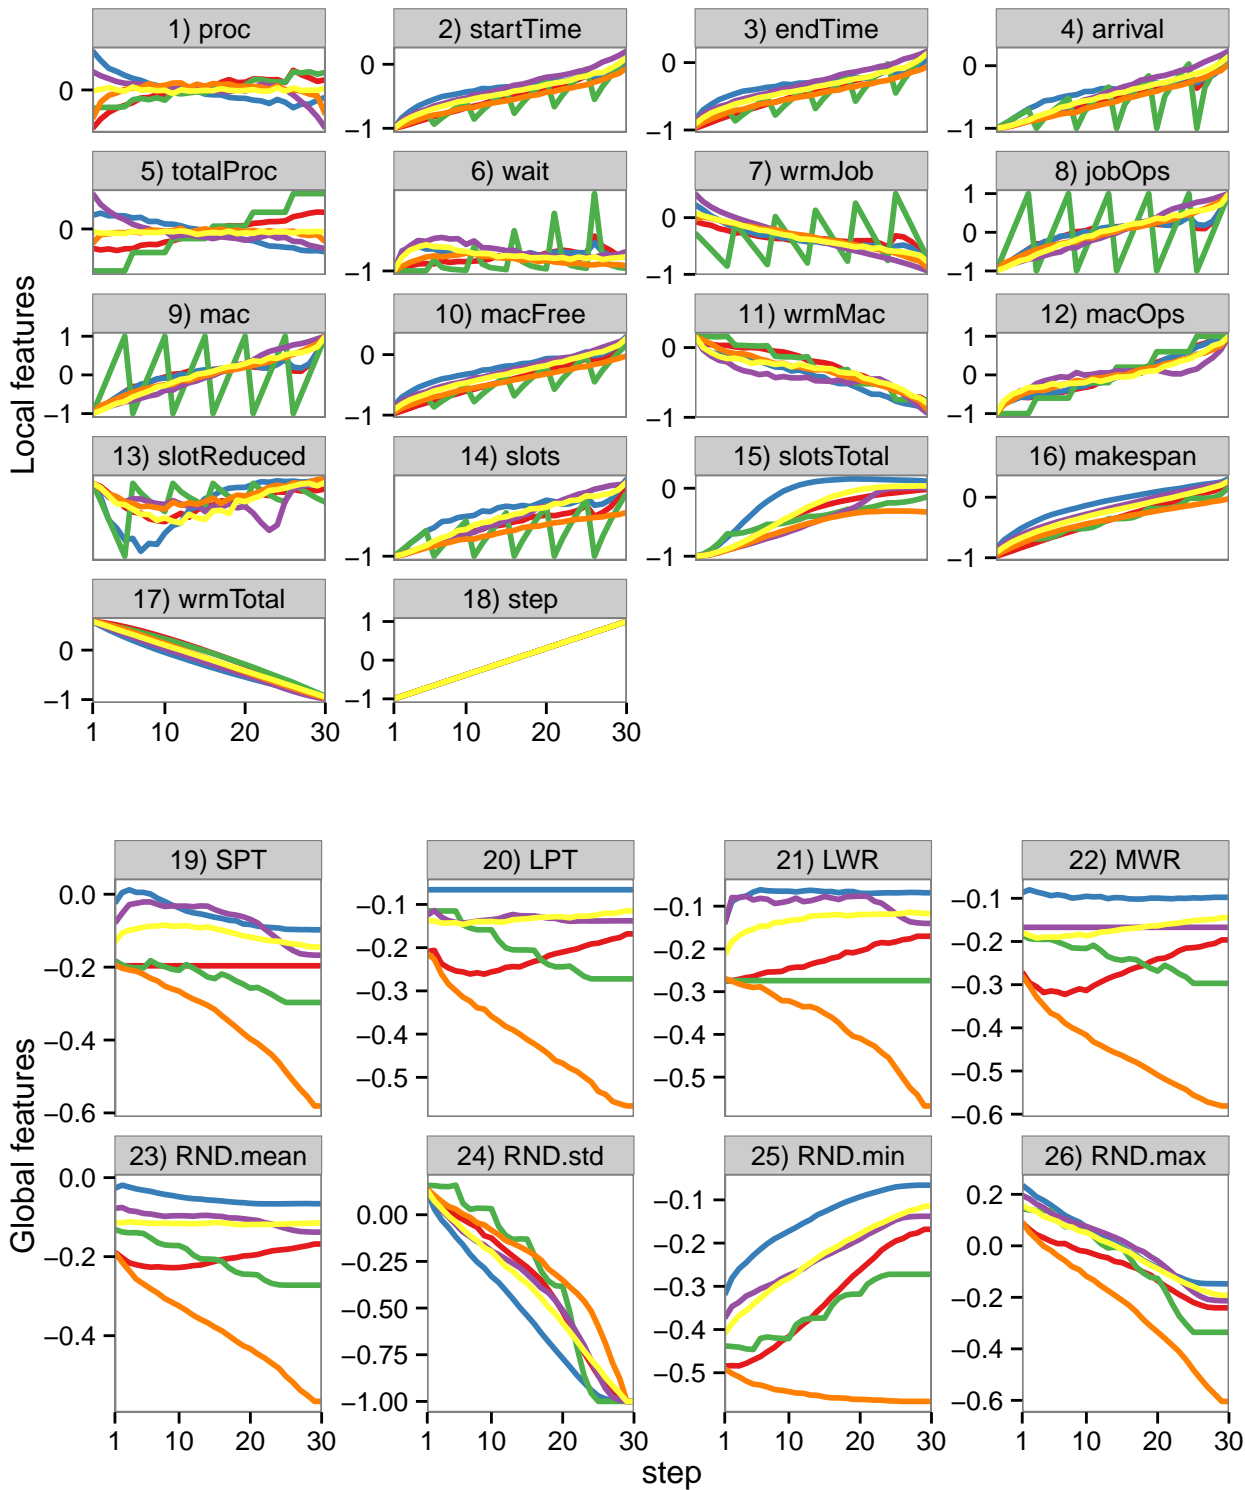 1) proc 2) startTime 3) endTime 4) arrival
0 0 0 0
−1 −1 −1
5) totalProc 6) wait 7) wrmJob 8) jobOps
0 −1 0 −1 1 0 −1
9) mac 10) macFree 11) wrmMac 12) macOps
1 0 −1 0 −1 0 −1 1 0 −1
13) slotReduced 14) slots 15) slotsTotal 16) makespan
−1 0 −1 0 −1
17) wrmTotal 18) step
0 −1 1 0 −1
1 10 20 30 1 10 20 30
Local features
19) SPT 20) LPT 21) LWR 22) MWR
0.0 −0.2 −0.4 −0.6
−0.1 −0.2 −0.3 −0.4 −0.5
−0.1 −0.2 −0.3 −0.4 −0.5
−0.1 −0.2 −0.3 −0.4 −0.5 −0.6
23) RND.mean 24) RND.std 25) RND.min 26) RND.max
0.0 −0.2 −0.4
0.00 −0.25 −0.50 −0.75 −1.00
−0.1 −0.2 −0.3 −0.4 −0.5
0.2 0.0 −0.2 −0.4 −0.6
1 10 20 30 1 10 20 30 1 10 20 30 1 10 20 30
Global features
step